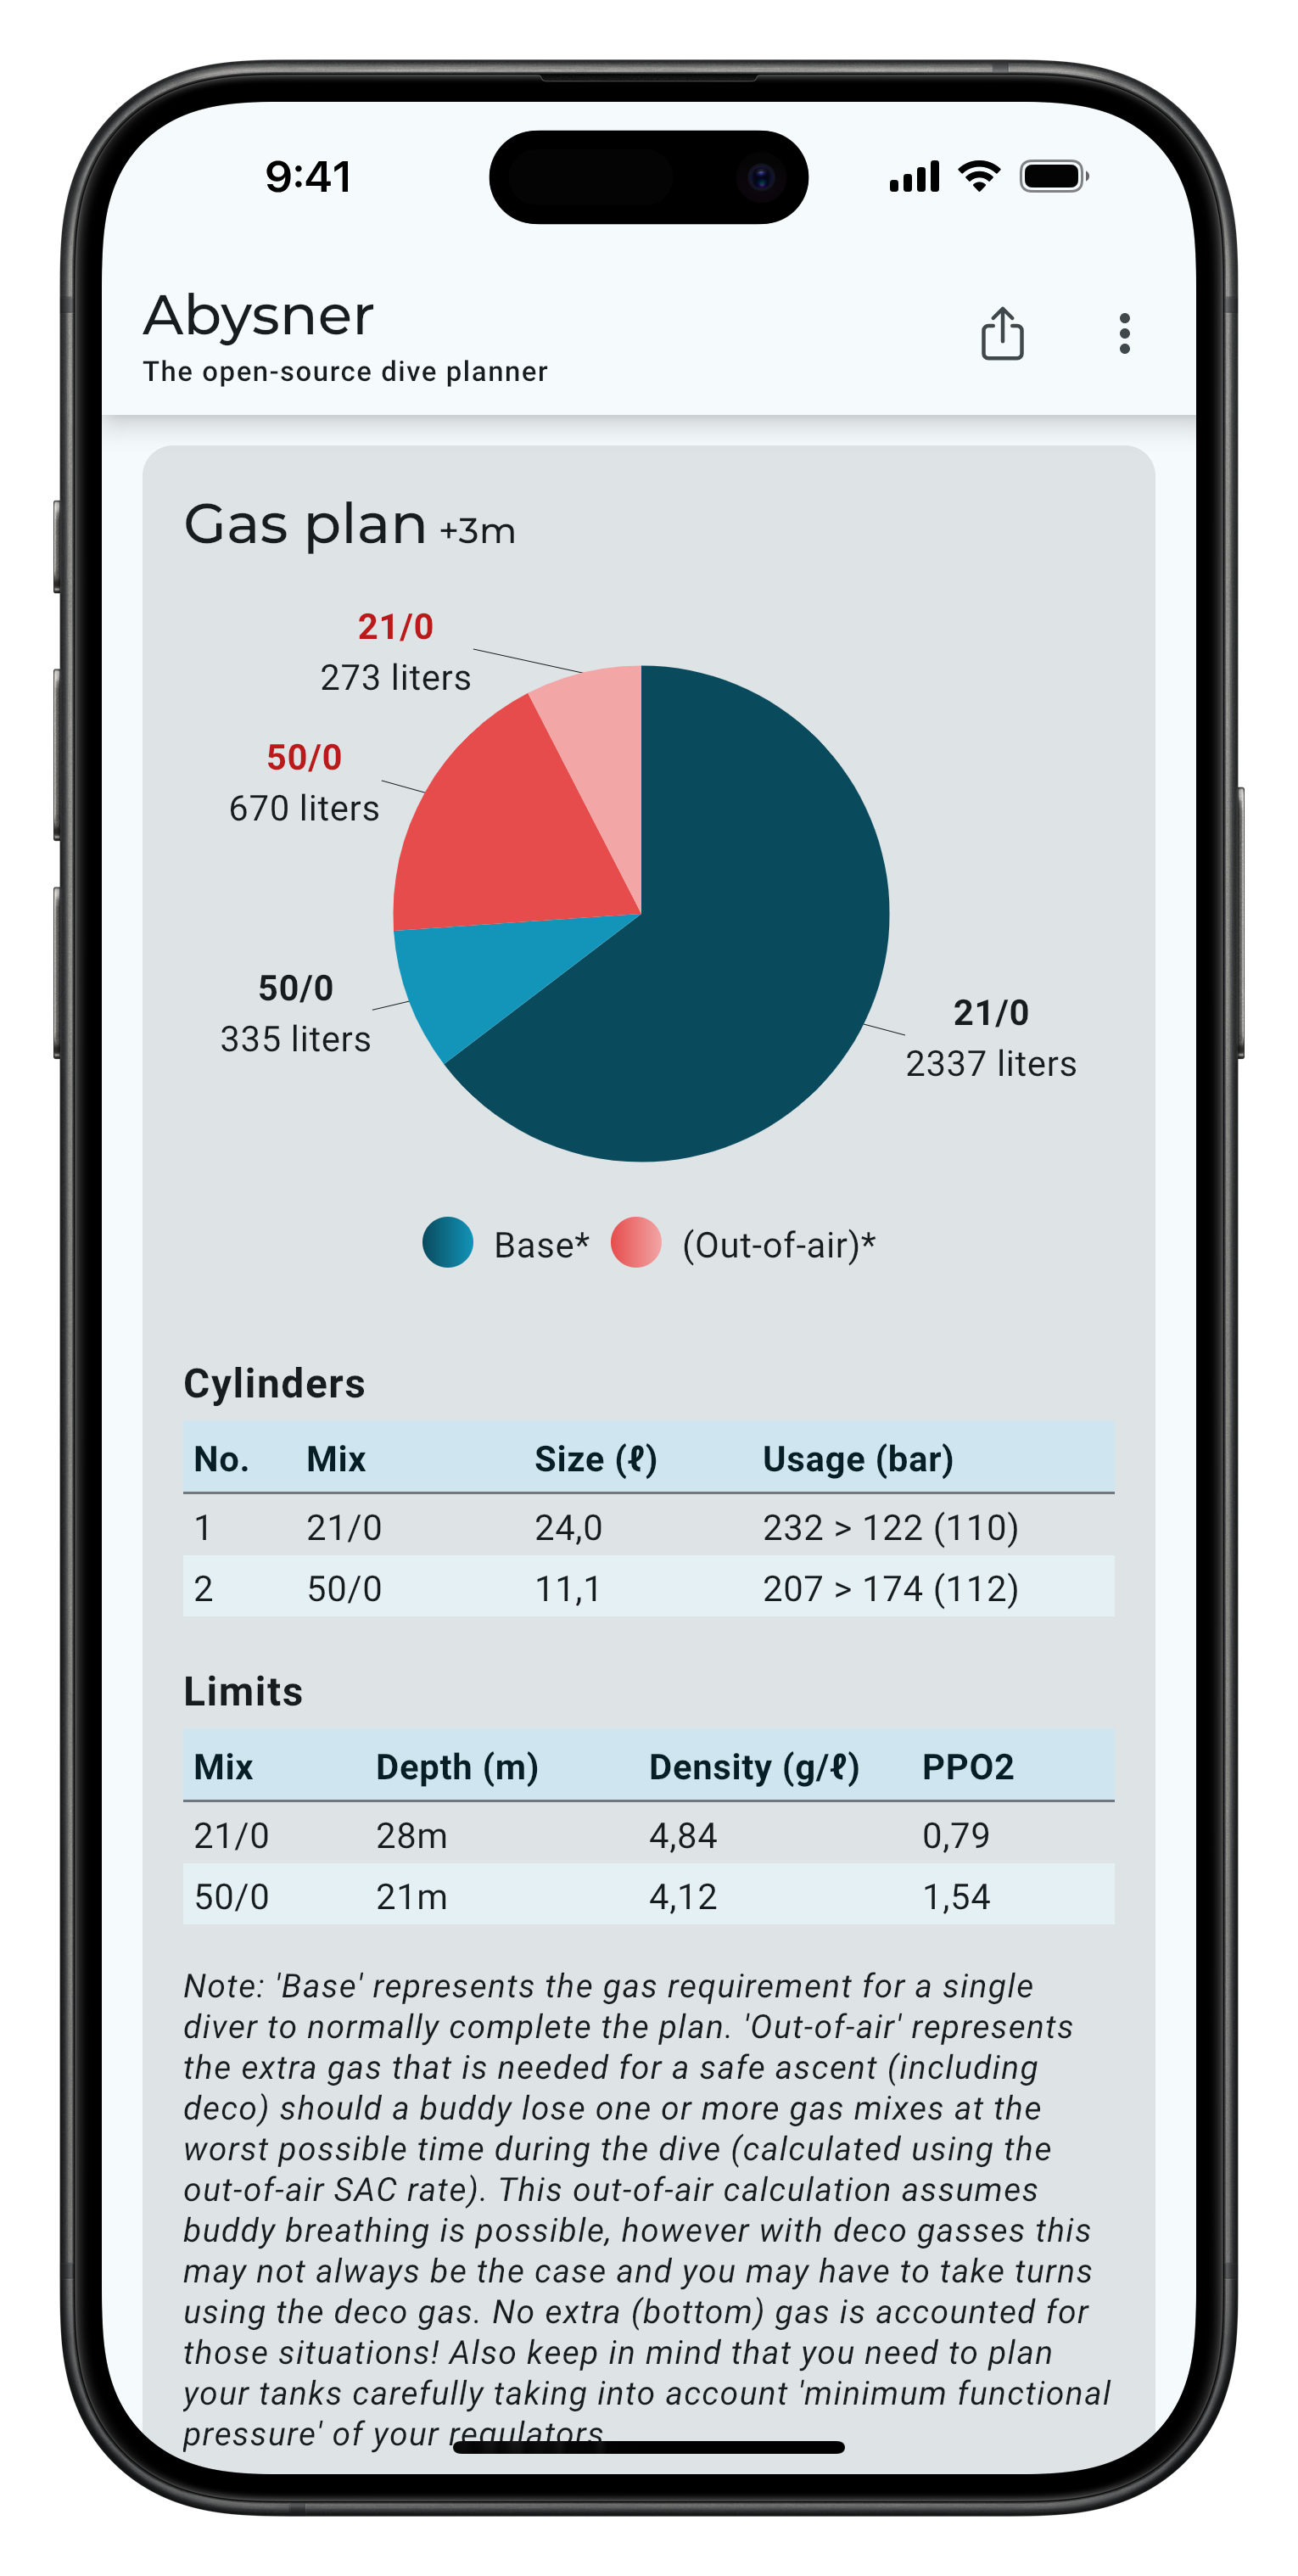 9:41
Abysner
The open-source dive planner
Gas plan +3m
21/0
273 liters
50/0
670 liters
50/0
335 liters
21/0
2337 liters
Base* (Out-of-air)*
Cylinders
No. Mix Size (ℓ) Usage (bar)
1 21/0 24,0 232 > 122 (110)
2 50/0 11,1 207 > 174 (112)
Limits
Mix Depth (m) Density (g/ℓ) PPO2
21/0 28m 4,84 0,79
50/0 21m 4,12 1,54
Note: 'Base' represents the gas requirement for a single
diver to normally complete the plan. 'Out-of-air' represents
the extra gas that is needed for a safe ascent (including
deco) should a buddy lose one or more gas mixes at the
worst possible time during the dive (calculated using the
out-of-air SAC rate). This out-of-air calculation assumes
buddy breathing is possible, however with deco gasses this
may not always be the case and you may have to take turns
using the deco gas. No extra (bottom) gas is accounted for
those situations! Also keep in mind that you need to plan
your tanks carefully taking into account 'minimum functional
pressure' of your regulators